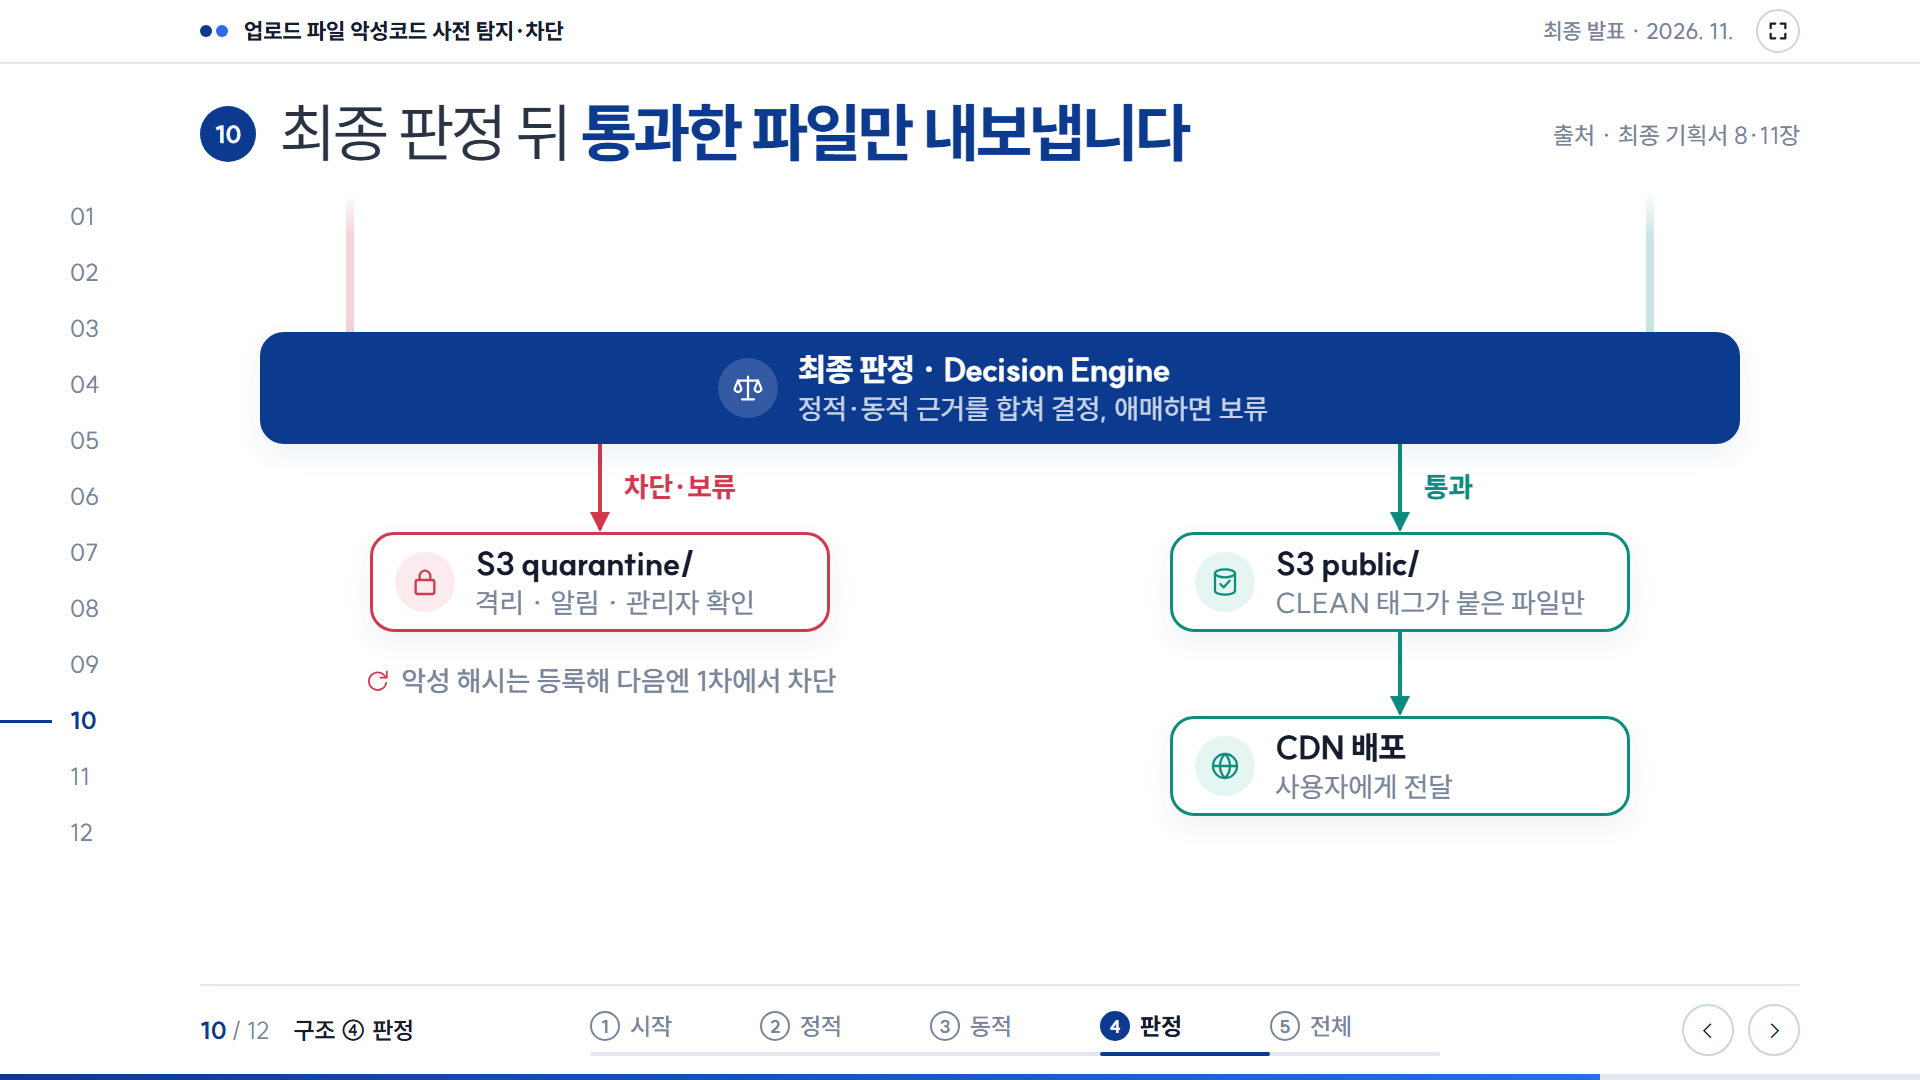 업로드 파일 악성코드 사전 탐지·차단
최종 발표 · 2026. 11.
10 최종 판정 뒤 통과한 파일만 내보냅니다
출처 · 최종 기획서 8·11장
01
02
03
04
05
06
07
08
09
10
11
12
최종 판정 · Decision Engine
정적·동적 근거를 합쳐 결정, 애매하면 보류
차단·보류
통과
S3 quarantine/
격리 · 알림 · 관리자 확인
S3 public/
CLEAN 태그가 붙은 파일만
악성 해시는 등록해 다음엔 1차에서 차단
CDN 배포
사용자에게 전달
10 / 12 구조 ④ 판정
1 시작
2 정적
3 동적
4 판정
5 전체